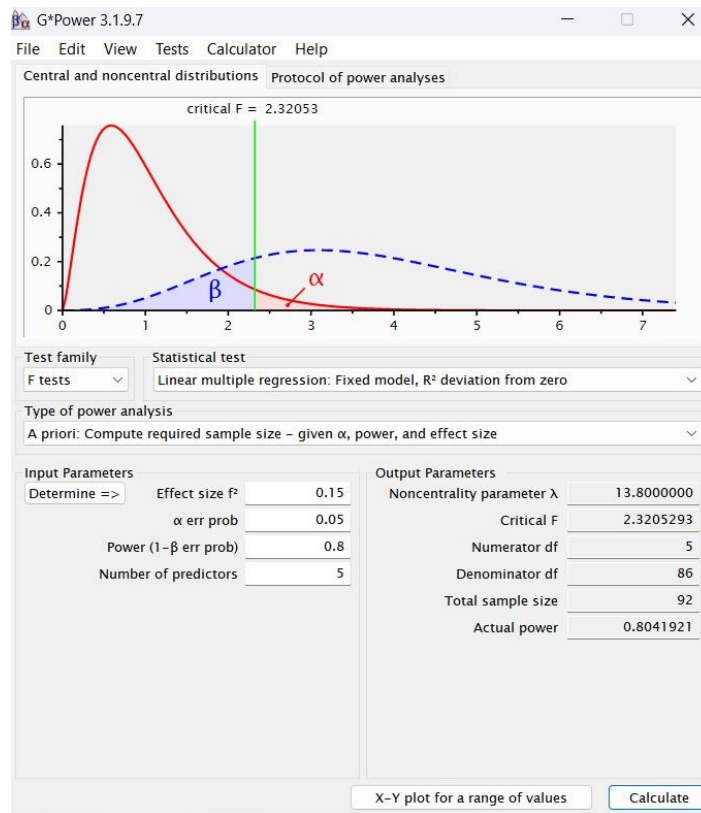 G*Power 3.1.9.7
File Edit View Tests Calculator Help
Central and noncentral distributions Protocol of power analyses
critical F = 2.32053
0.6
0.4
0.2
0
β
α
0 1 2 3 4 5 6 7
Test family Statistical test
F tests Linear multiple regression: Fixed model, R² deviation from zero
Type of power analysis
A priori: Compute required sample size – given α, power, and effect size
Input Parameters Output Parameters
Determine => Effect size f² 0.15 Noncentrality parameter λ 13.8000000
α err prob 0.05 Critical F 2.3205293
Power (1-β err prob) 0.8 Numerator df 5
Number of predictors 5 Denominator df 86
Total sample size 92
Actual power 0.8041921
X-Y plot for a range of values Calculate